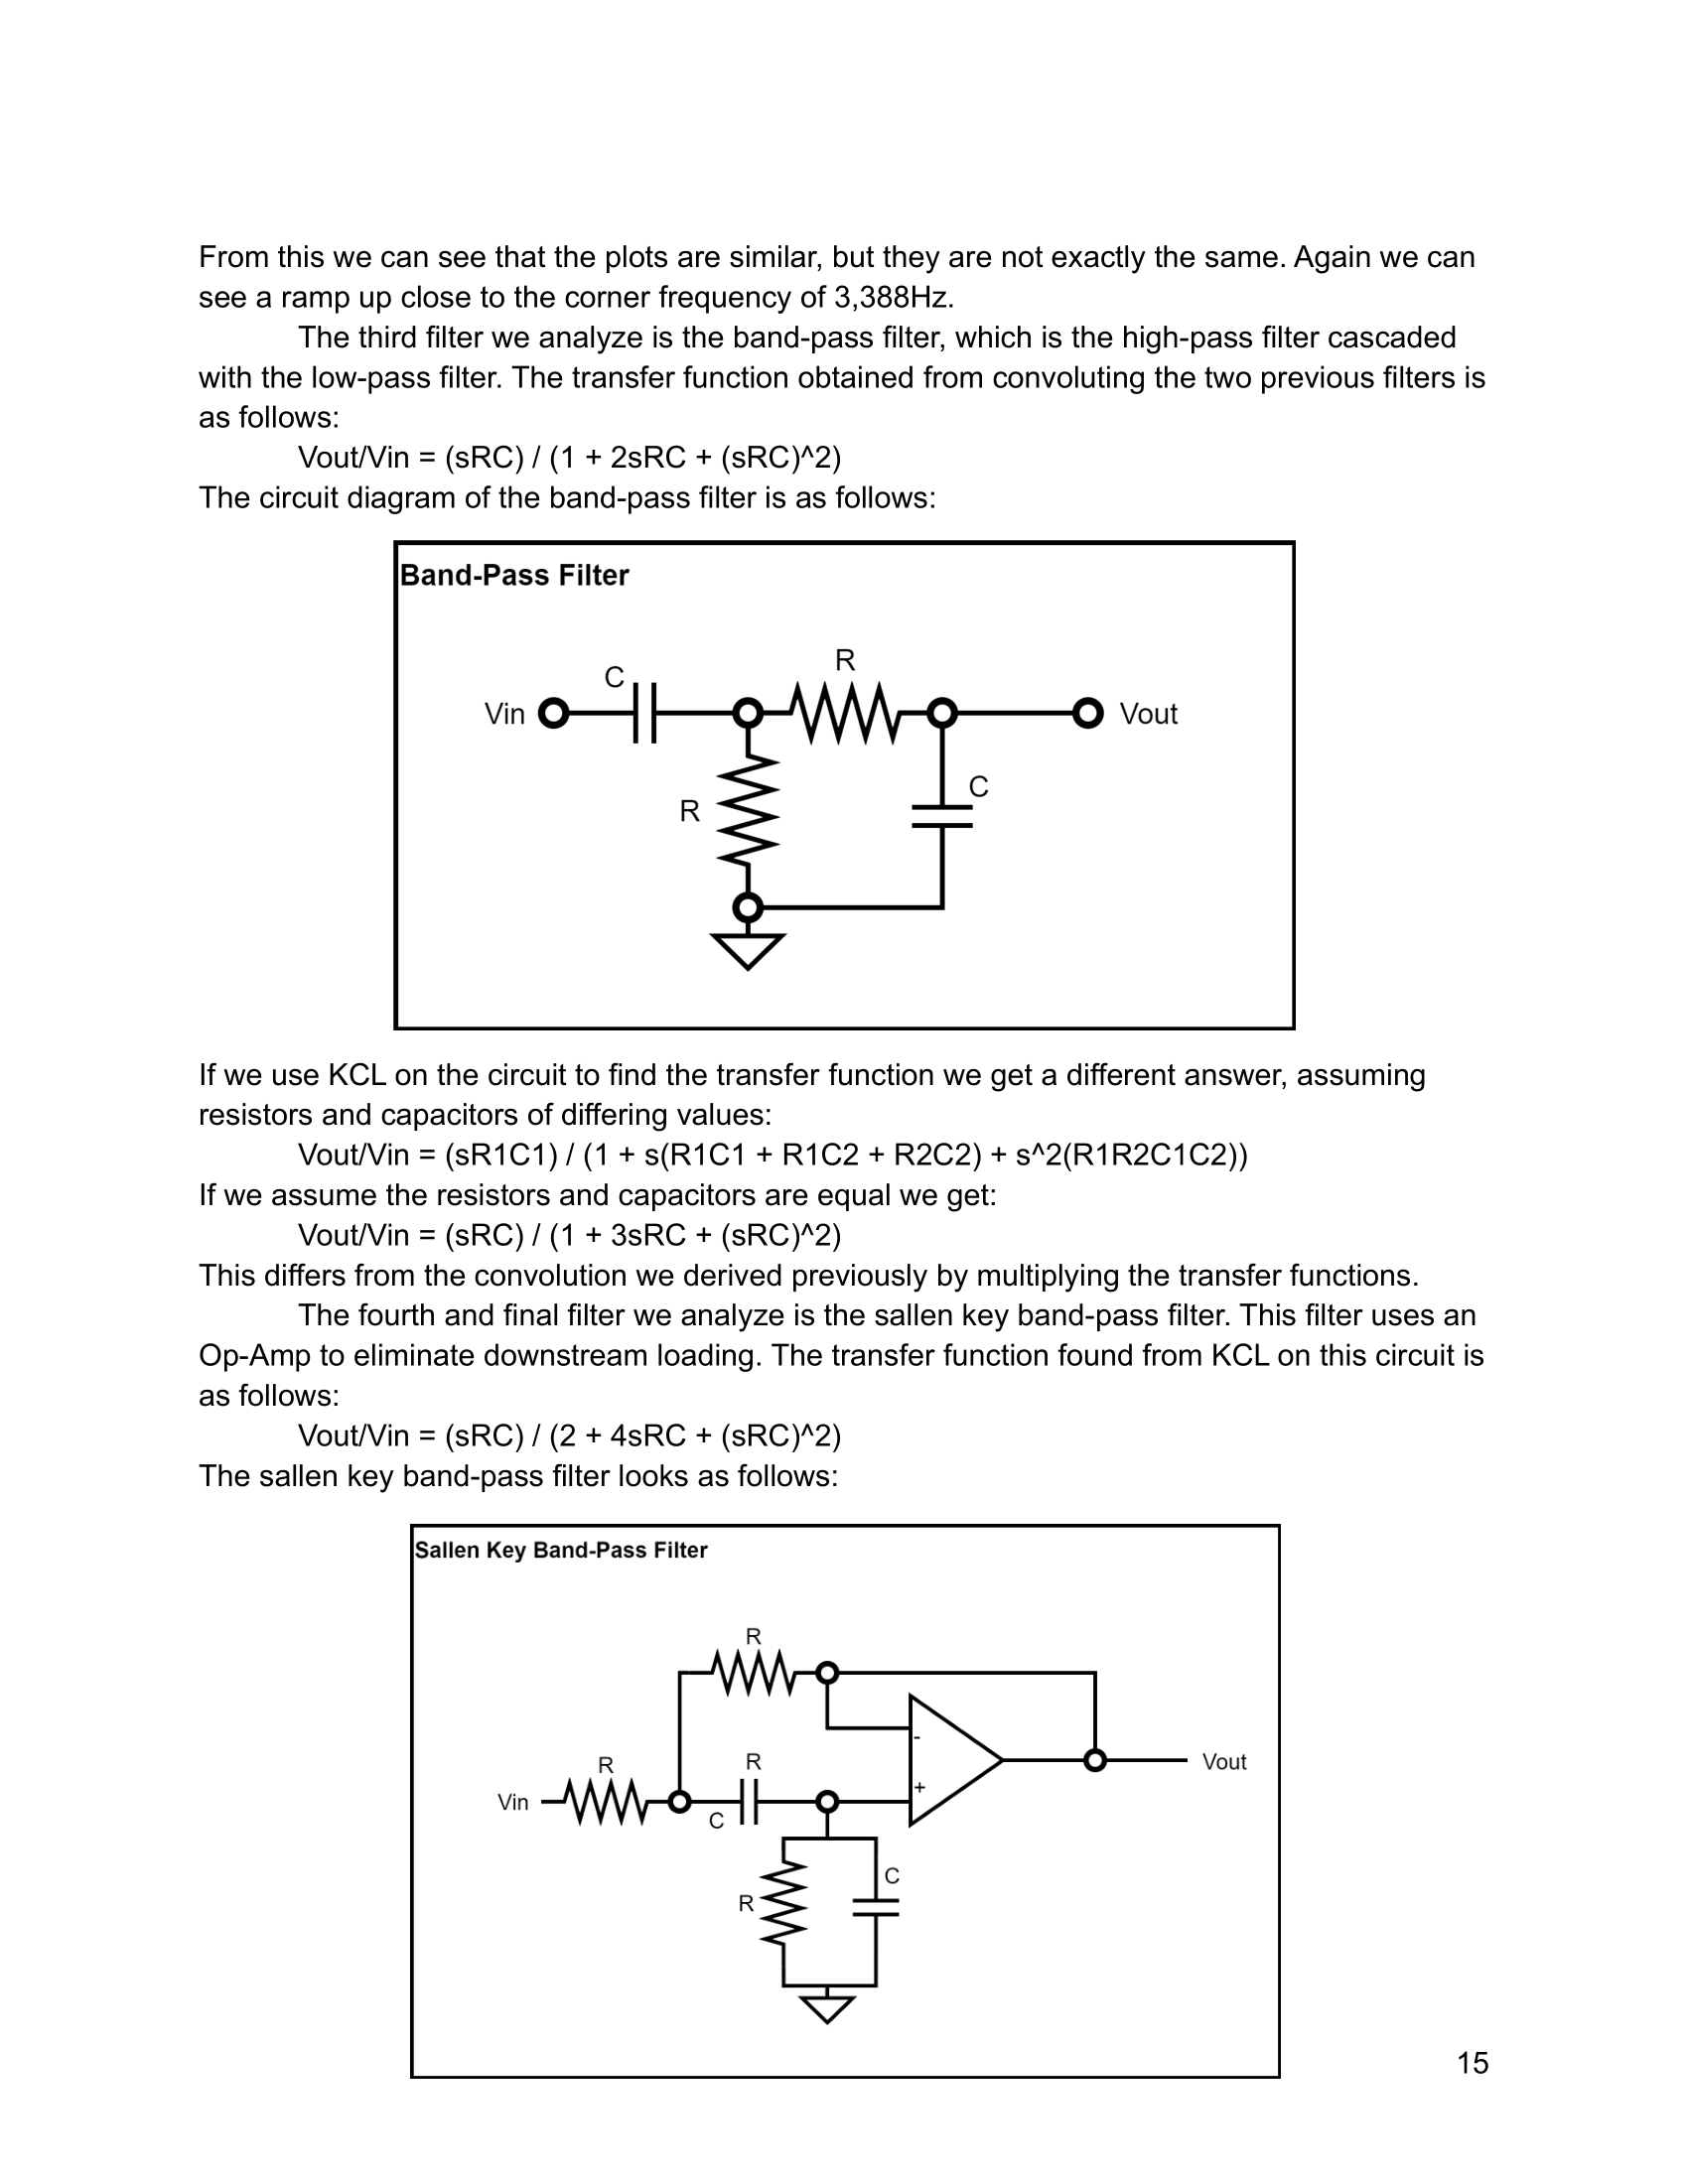 From this we can see that the plots are similar, but they are not exactly the same. Again we can
see a ramp up close to the corner frequency of 3,388Hz.
The third filter we analyze is the band-pass filter, which is the high-pass filter cascaded
with the low-pass filter. The transfer function obtained from convoluting the two previous filters is
as follows:
Vout/Vin = (sRC) / (1 + 2sRC + (sRC)^2)
The circuit diagram of the band-pass filter is as follows:
Band-Pass Filter
R
C
Vin
Vout
C
R
If we use KCL on the circuit to find the transfer function we get a different answer, assuming
resistors and capacitors of differing values:
Vout/Vin = (sR1C1) / (1 + s(R1C1 + R1C2 + R2C2) + s^2(R1R2C1C2))
If we assume the resistors and capacitors are equal we get:
Vout/Vin = (sRC) / (1 + 3sRC + (sRC)^2)
This differs from the convolution we derived previously by multiplying the transfer functions.
The fourth and final filter we analyze is the sallen key band-pass filter. This filter uses an
Op-Amp to eliminate downstream loading. The transfer function found from KCL on this circuit is
as follows:
Vout/Vin = (sRC) / (2 + 4sRC + (sRC)^2)
The sallen key band-pass filter looks as follows:
Sallen Key Band-Pass Filter
R
-
R
R
Vout
+
Vin
C
C
R
15